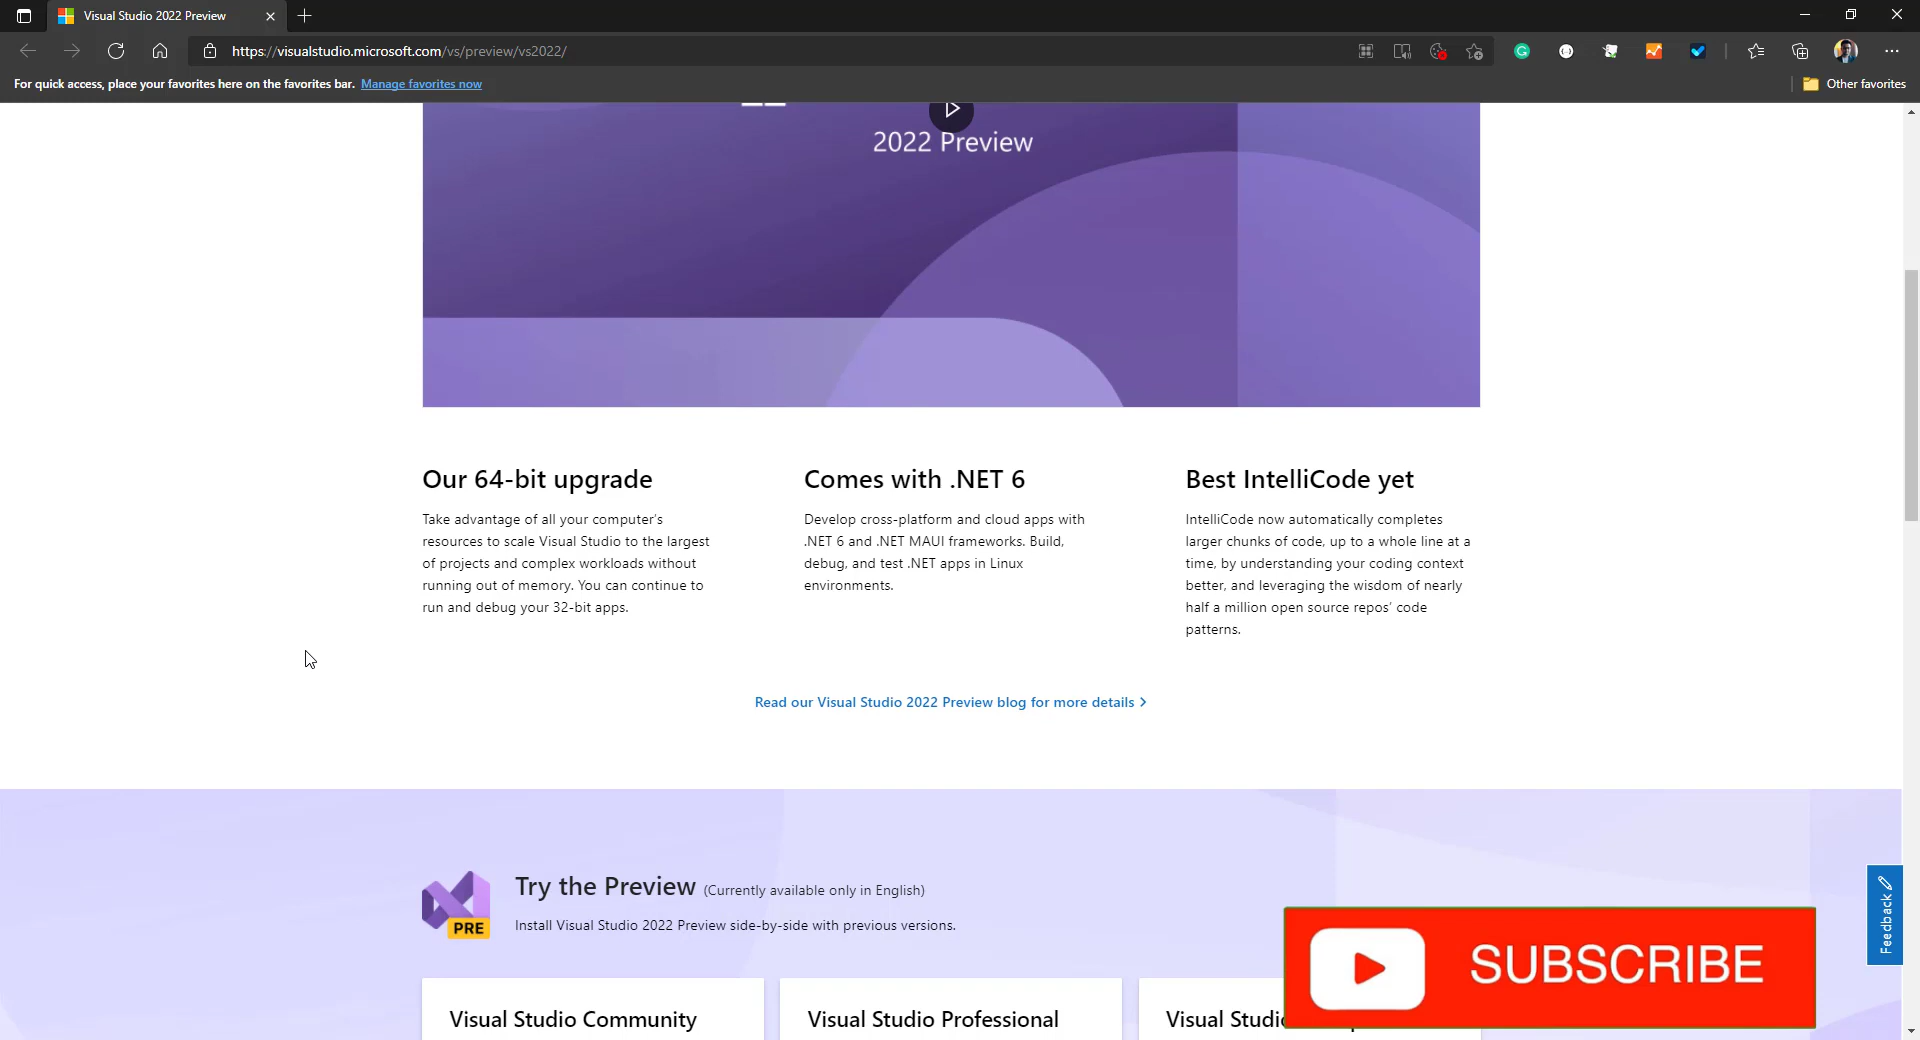 Visual Studio 2022 Preview
https://visualstudio.microsoft.com/vs/preview/vs2022/
For quick access, place your favorites here on the favorites bar. Manage favorites now
Other favorites
2022 Preview
Our 64-bit upgrade
Take advantage of all your computer's
resources to scale Visual Studio to the largest
of projects and complex workloads without
running out of memory. You can continue to
run and debug your 32-bit apps.
Comes with .NET 6
Develop cross-platform and cloud apps with
.NET 6 and .NET MAUI frameworks. Build,
debug, and test .NET apps in Linux
environments.
Best IntelliCode yet
IntelliCode now automatically completes
larger chunks of code, up to a whole line at a
time, by understanding your coding context
better, and leveraging the wisdom of nearly
half a million open source repos' code
patterns.
Read our Visual Studio 2022 Preview blog for more details
PRE
Try the Preview (Currently available only in English)
Install Visual Studio 2022 Preview side-by-side with previous versions.
Feedback
SUBSCRIBE
Visual Studio Community
Visual Studio Professional
Visual